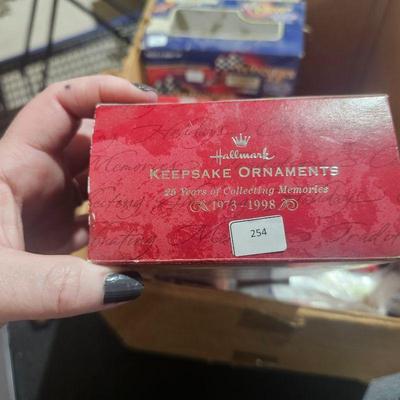 Hallmark
KEEPSAKE ORNAMENTS
25 Years of Collecting Memories
1973-1998
254